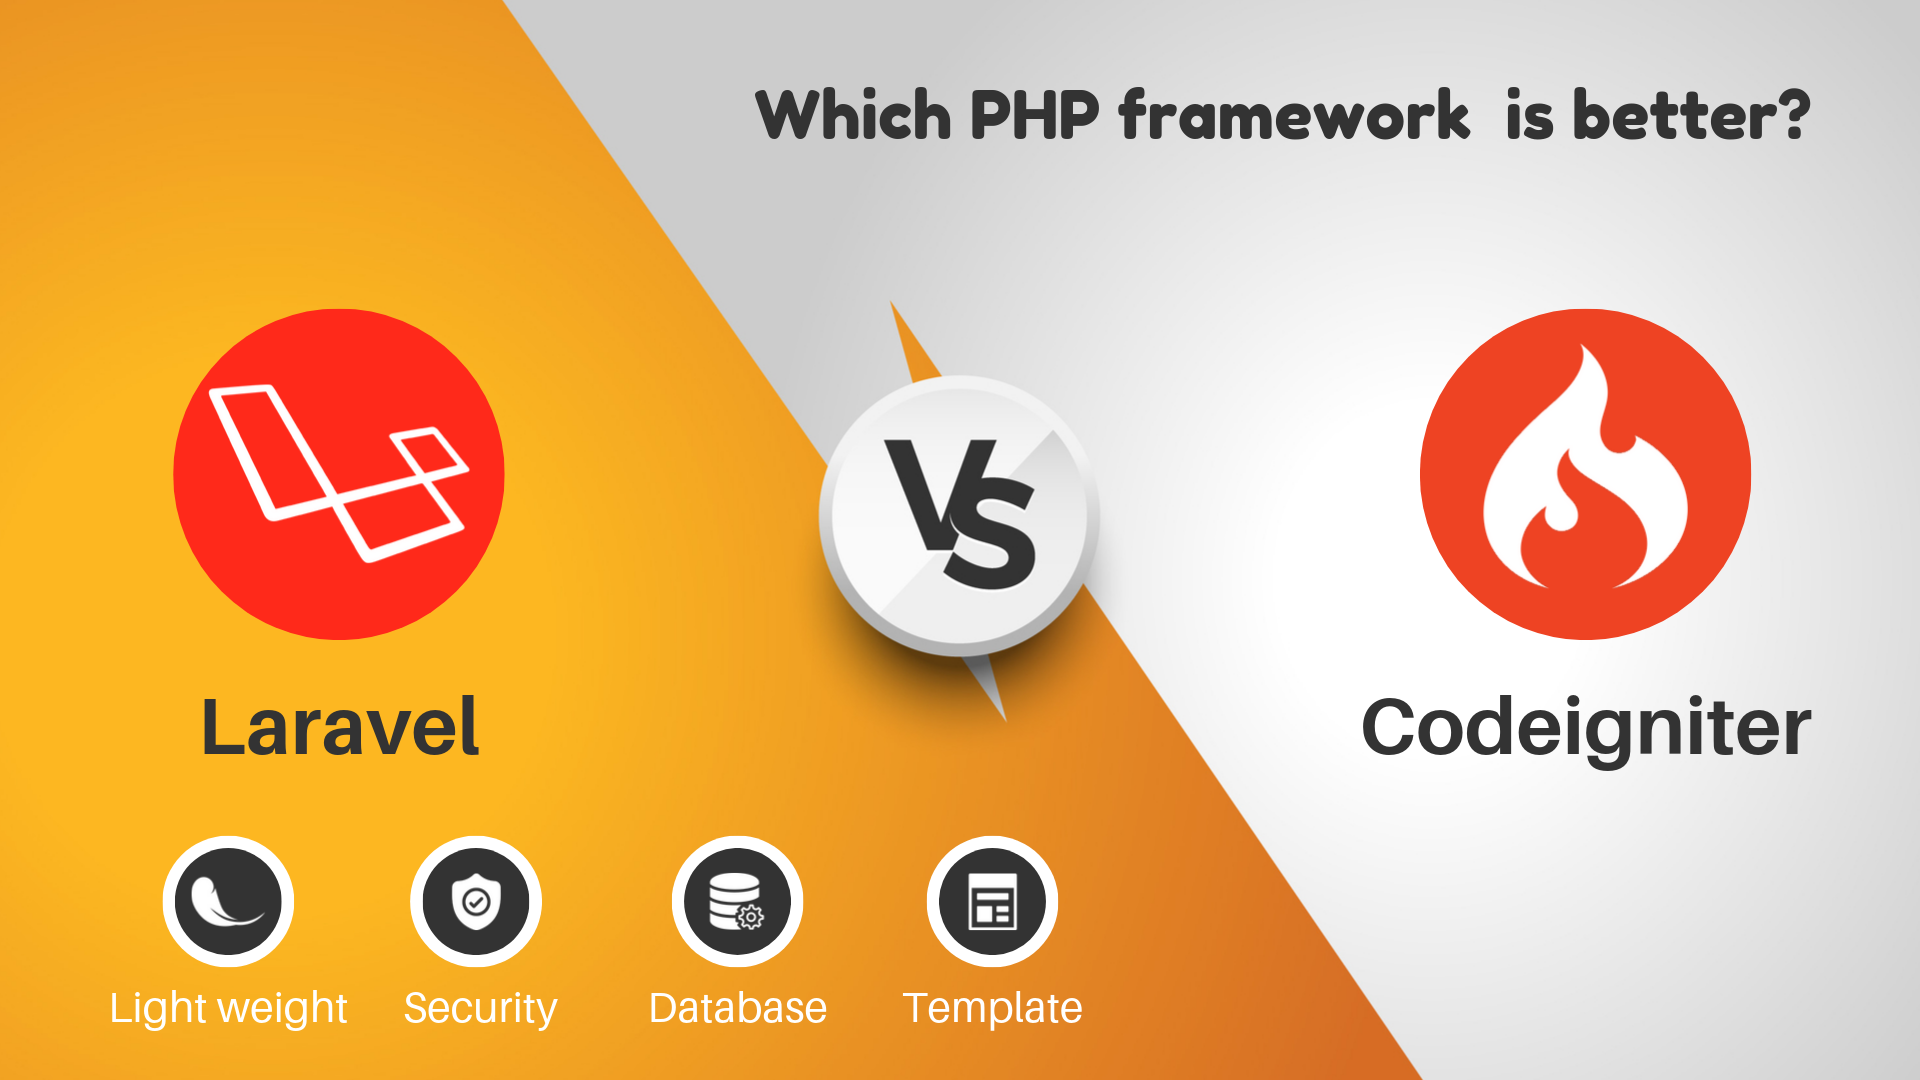 Which PHP framework is better?
VS
Laravel
Codeigniter
Light weight
Security
Database
Template